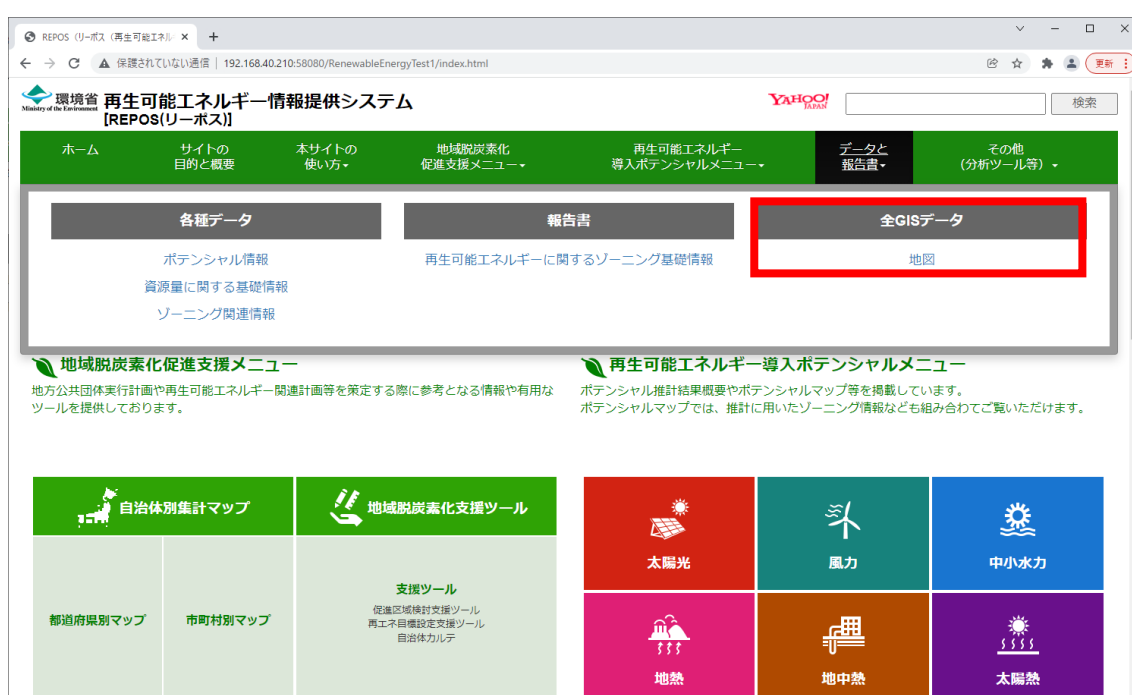 REPOS（リーポス（再生可能エネル
保護されていない通信 | 192.168.40.210:58080/RenewableEnergyTest1/index.html
更新
環境省
Ministry of the Environment
再生可能エネルギー情報提供システム
[REPOS(リーポス)]
YAHOO!
JAPAN
検索
ホーム
サイトの
目的と概要
本サイトの
使い方
地域脱炭素化
促進支援メニュー
再生可能エネルギー
導入ポテンシャルメニュー
データと
報告書
その他
(分析ツール等)
各種データ
報告書
全GISデータ
ポテンシャル情報
再生可能エネルギーに関するゾーニング基礎情報
地図
資源量に関する基礎情報
ゾーニング関連情報
地域脱炭素化促進支援メニュー
地方公共団体実行計画や再生可能エネルギー関連計画等を策定する際に参考となる情報や有用な
ツールを提供しております。
再生可能エネルギー導入ポテンシャルメニュー
ポテンシャル推計結果概要やポテンシャルマップ等を掲載しています。
ポテンシャルマップでは、推計に用いたゾーニング情報なども組み合わてご覧いただけます。
自治体別集計マップ
地域脱炭素化支援ツール
都道府県別マップ
市町村別マップ
支援ツール
促進区域検討支援ツール
再エネ目標設定支援ツール
自治体カルテ
太陽光
風力
中小水力
地熱
地中熱
太陽熱